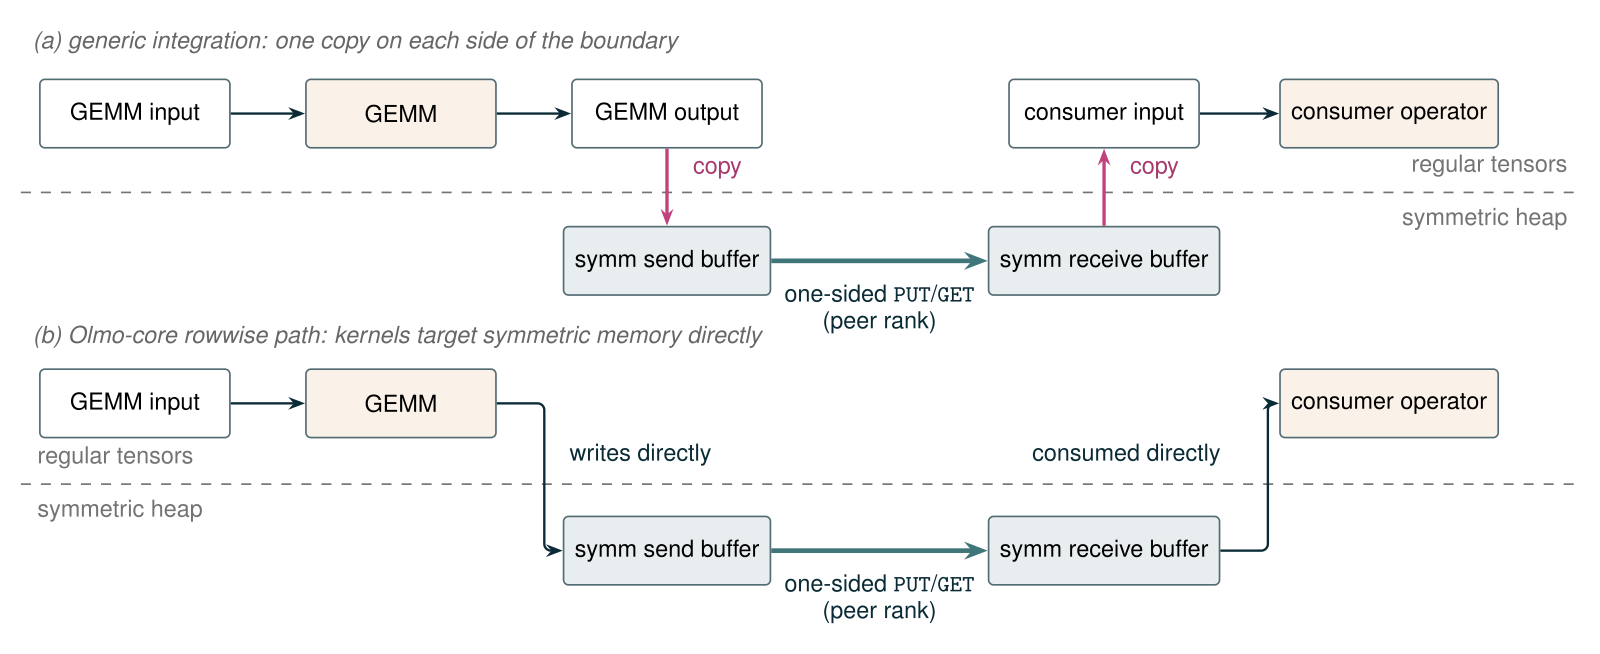 (a) generic integration: one copy on each side of the boundary
GEMM input
GEMM
GEMM output
consumer input
consumer operator
copy
copy
regular tensors
symmetric heap
symm send buffer
symm receive buffer
one-sided PUT/GET
(peer rank)
(b) Olmo-core rowwise path: kernels target symmetric memory directly
GEMM input
GEMM
consumer operator
regular tensors
writes directly
consumed directly
symmetric heap
symm send buffer
symm receive buffer
one-sided PUT/GET
(peer rank)